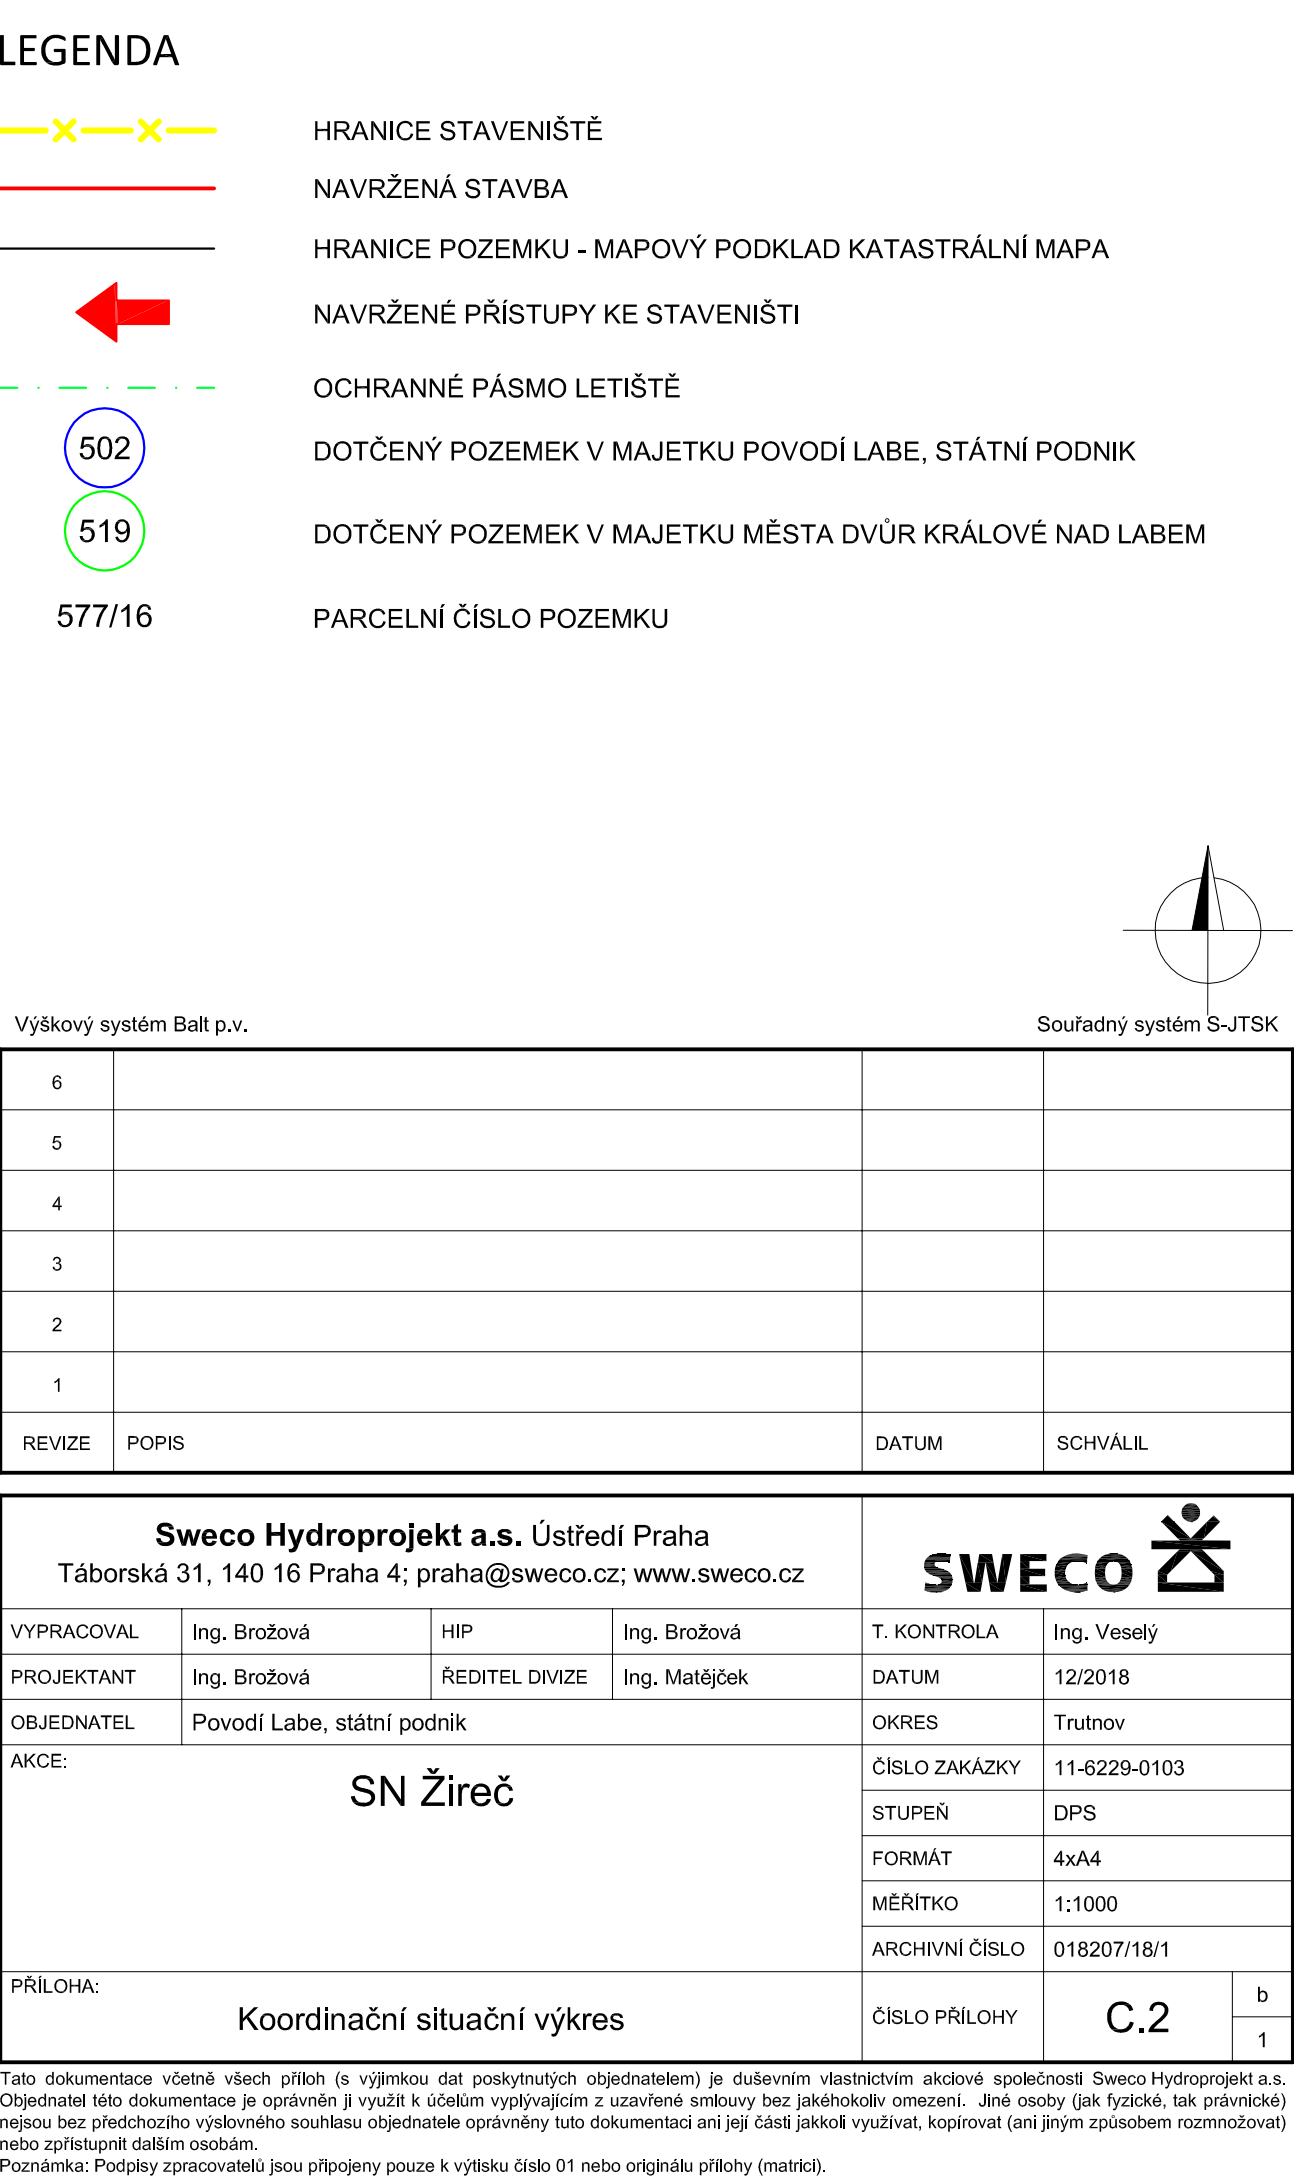 LEGENDA
HRANICE STAVENIŠTĚ
NAVRŽENÁ STAVBA
HRANICE POZEMKU - MAPOVÝ PODKLAD KATASTRÁLNÍ MAPA
NAVRŽENÉ PŘÍSTUPY KE STAVENIŠTI
OCHRANNÉ PÁSMO LETIŠTĚ
502 DOTČENÝ POZEMEK V MAJETKU POVODÍ LABE, STÁTNÍ PODNIK
519 DOTČENÝ POZEMEK V MAJETKU MĚSTA DVŮR KRÁLOVÉ NAD LABEM
577/16 PARCELNÍ ČÍSLO POZEMKU
Výškový systém Balt p.v. Souřadný systém S-JTSK
6
5
4
3
2
1
REVIZE POPIS DATUM SCHVÁLIL
Sweco Hydroprojekt a.s. Ústředí Praha
Táborská 31, 140 16 Praha 4; praha@sweco.cz; www.sweco.cz
SWECO
VYPRACOVAL Ing. Brožová HIP Ing. Brožová T. KONTROLA Ing. Veselý
PROJEKTANT Ing. Brožová ŘEDITEL DIVIZE Ing. Matějček DATUM 12/2018
OBJEDNATEL Povodí Labe, státní podnik OKRES Trutnov
AKCE: SN Žireč ČÍSLO ZAKÁZKY 11-6229-0103
STUPEŇ DPS
FORMÁT 4xA4
MĚŘÍTKO 1:1000
ARCHIVNÍ ČÍSLO 018207/18/1
PŘÍLOHA: Koordinační situační výkres ČÍSLO PŘÍLOHY C.2 b
1
Tato dokumentace včetně všech příloh (s výjimkou dat poskytnutých objednatelem) je duševním vlastnictvím akciové společnosti Sweco Hydroprojekt a.s.
Objednatel této dokumentace je oprávněn ji využít k účelům vyplývajícím z uzavřené smlouvy bez jakéhokoliv omezení. Jiné osoby (jak fyzické, tak právnické)
nejsou bez předchozího výslovného souhlasu objednatele oprávněny tuto dokumentaci ani její části jakkoli využívat, kopírovat (ani jiným způsobem rozmnožovat)
nebo zpřístupnit dalším osobám.
Poznámka: Podpisy zpracovatelů jsou připojeny pouze k výtisku číslo 01 nebo originálu přílohy (matrici).